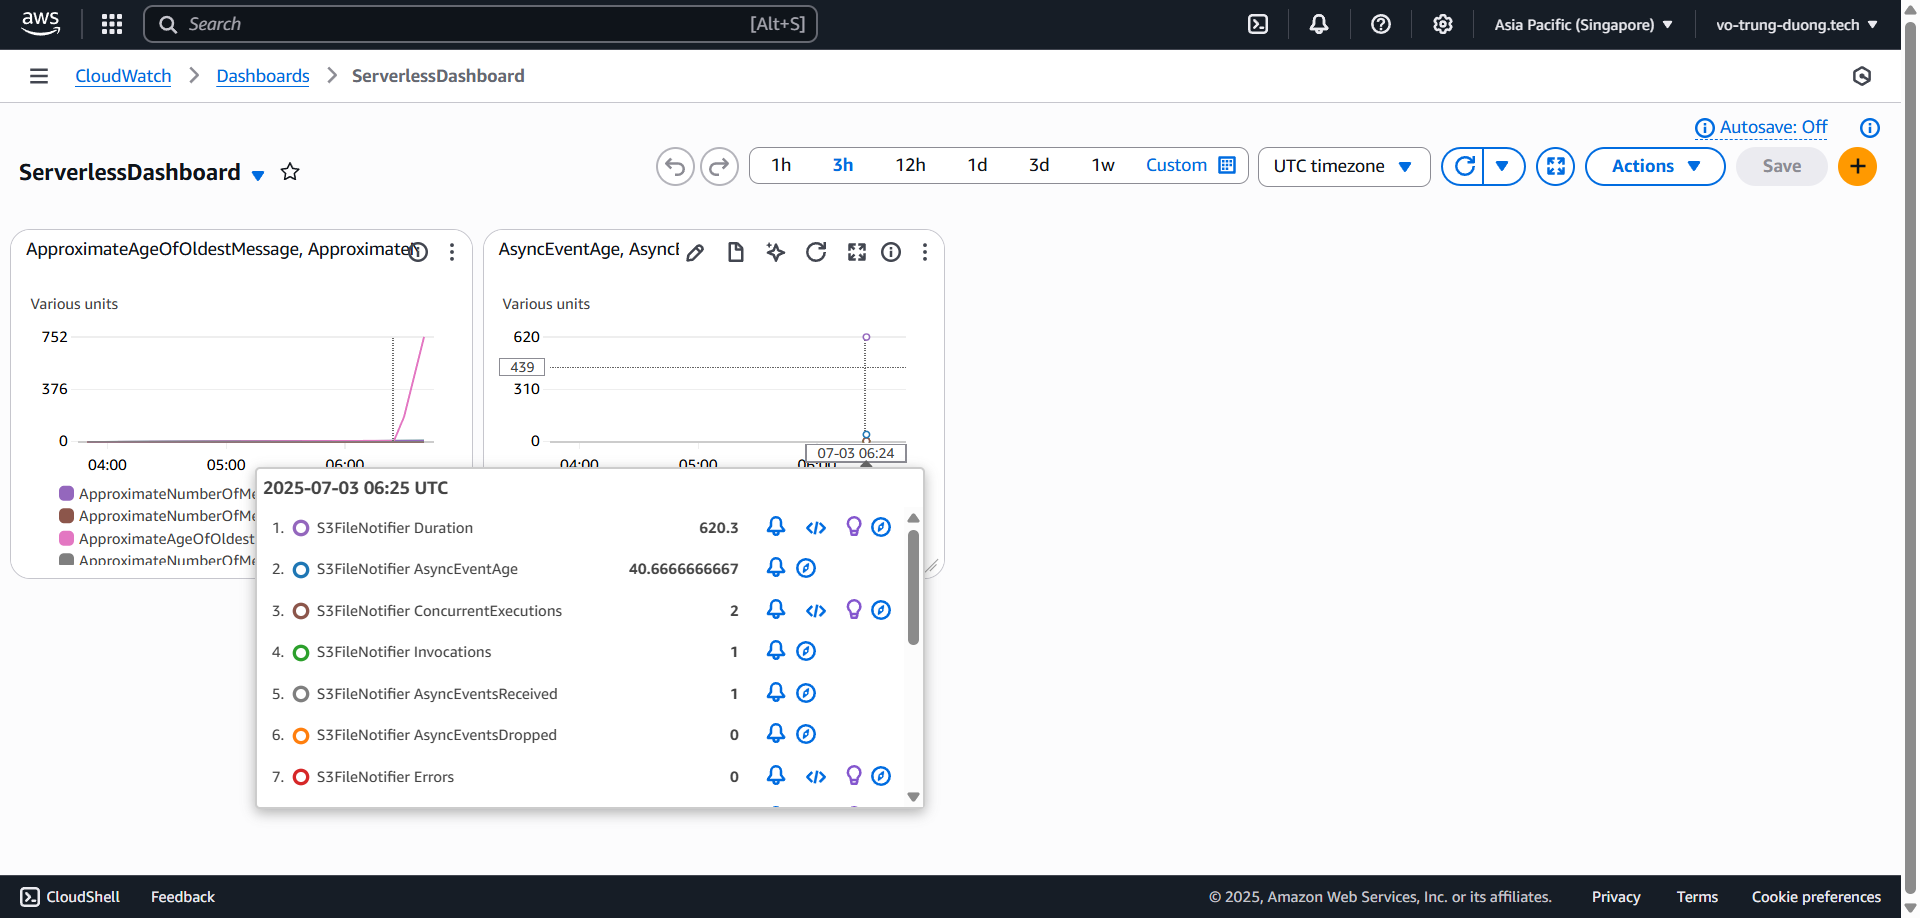 aws
Search [Alt+S]
Asia Pacific (Singapore)
vo-trung-duong.tech
CloudWatch
Dashboards
ServerlessDashboard
Autosave: Off
ServerlessDashboard
1h 3h 12h 1d 3d 1w Custom
UTC timezone
Actions
Save
ApproximateAgeOfOldestMessage, Approximate
Various units
752
376
0
04:00 05:00 06:00
ApproximateNumberOfMe
ApproximateNumberOfMe
ApproximateAgeOfOldest
ApproximateNumberOfMe
AsyncEventAge, Async
Various units
620
439
310
0
04:00 05:00 06:00
07-03 06:24
2025-07-03 06:25 UTC
1. S3FileNotifier Duration 620.3
2. S3FileNotifier AsyncEventAge 40.6666666667
3. S3FileNotifier ConcurrentExecutions 2
4. S3FileNotifier Invocations 1
5. S3FileNotifier AsyncEventsReceived 1
6. S3FileNotifier AsyncEventsDropped 0
7. S3FileNotifier Errors 0
CloudShell
Feedback
© 2025, Amazon Web Services, Inc. or its affiliates.
Privacy
Terms
Cookie preferences